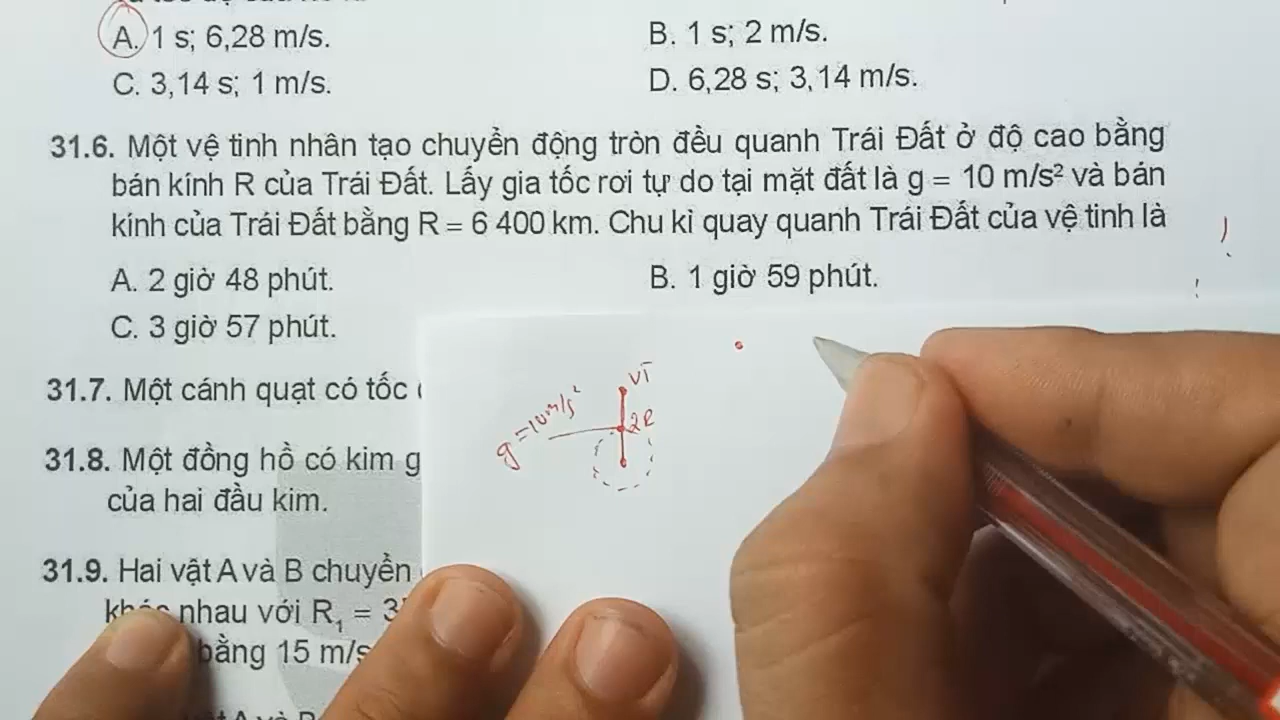 A. 1 s; 6,28 m/s.
B. 1 s; 2 m/s.
C. 3,14 s; 1 m/s.
D. 6,28 s; 3,14 m/s.
31.6. Một vệ tinh nhân tạo chuyển động tròn đều quanh Trái Đất ở độ cao bằng
bán kính R của Trái Đất. Lấy gia tốc rơi tự do tại mặt đất là g = 10 m/s² và bán
kính của Trái Đất bằng R = 6 400 km. Chu kì quay quanh Trái Đất của vệ tinh là
A. 2 giờ 48 phút.
B. 1 giờ 59 phút.
C. 3 giờ 57 phút.
VT
g = 10 m/s²
2R
31.7. Một cánh quạt có tốc
31.8. Một đồng hồ có kim g
của hai đầu kim.
31.9. Hai vật A và B chuyển
nhau với R₁ = 3
bằng 15 m/s